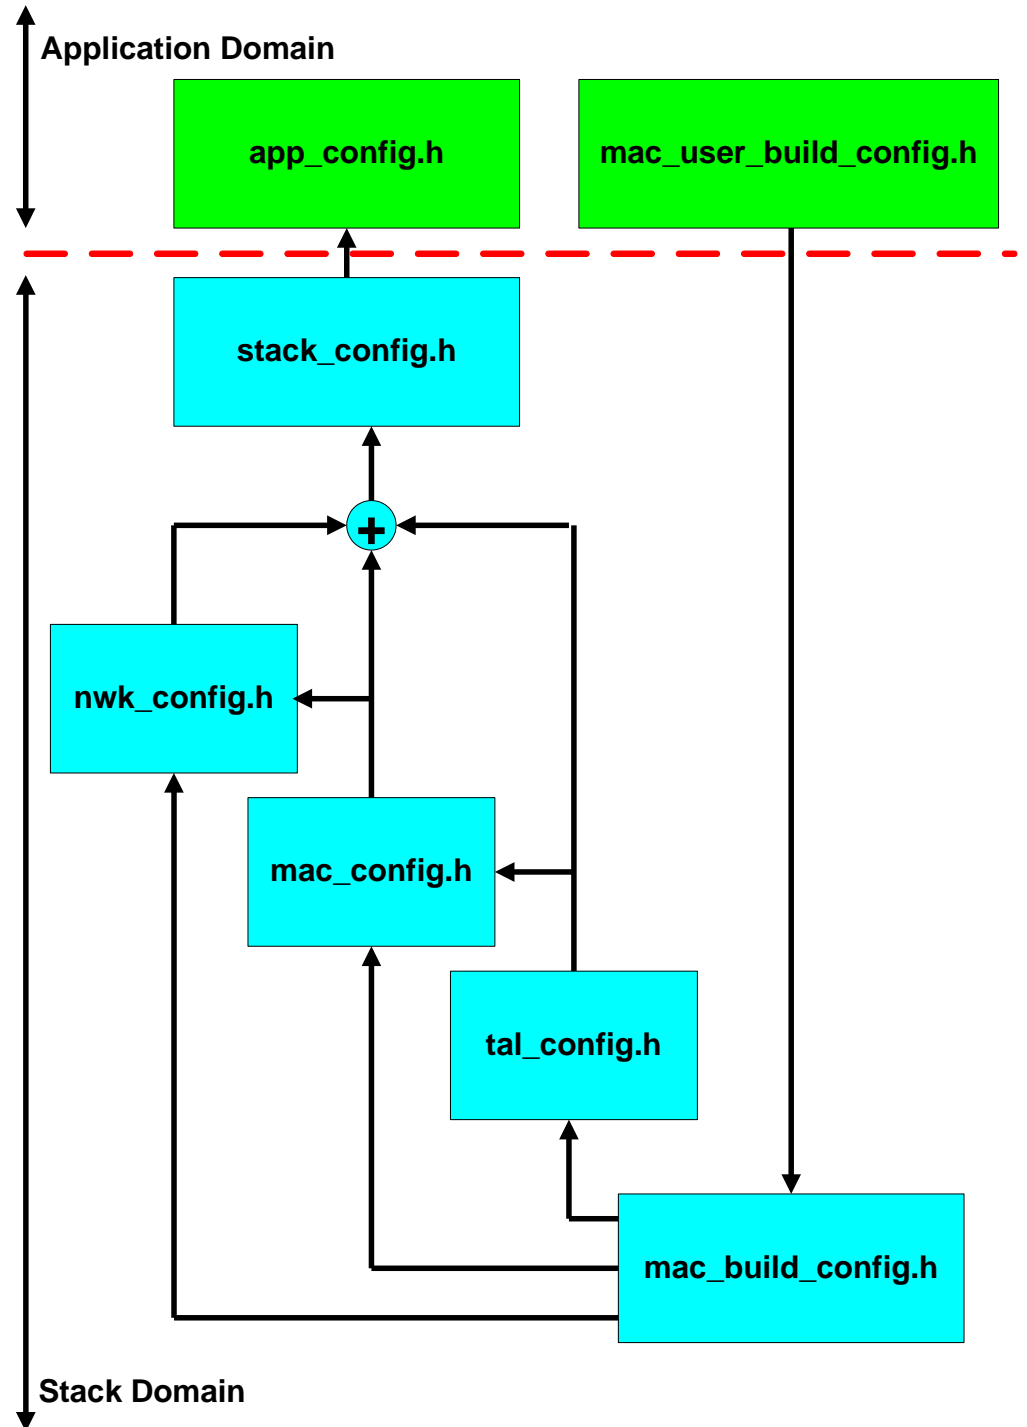 Application Domain
app_config.h
mac_user_build_config.h
stack_config.h
+
nwk_config.h
mac_config.h
tal_config.h
mac_build_config.h
Stack Domain